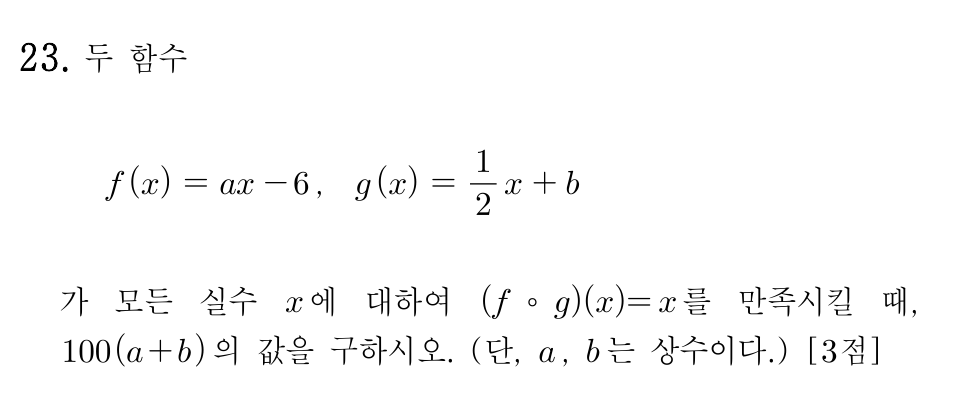 23. 두 함수
f(x) = ax − 6, g(x) = \frac{1}{2}x + b
가 모든 실수 x에 대하여 (f ∘ g)(x)=x를 만족시킬 때,
100(a+b)의 값을 구하시오. (단, a, b는 상수이다.) [3점]